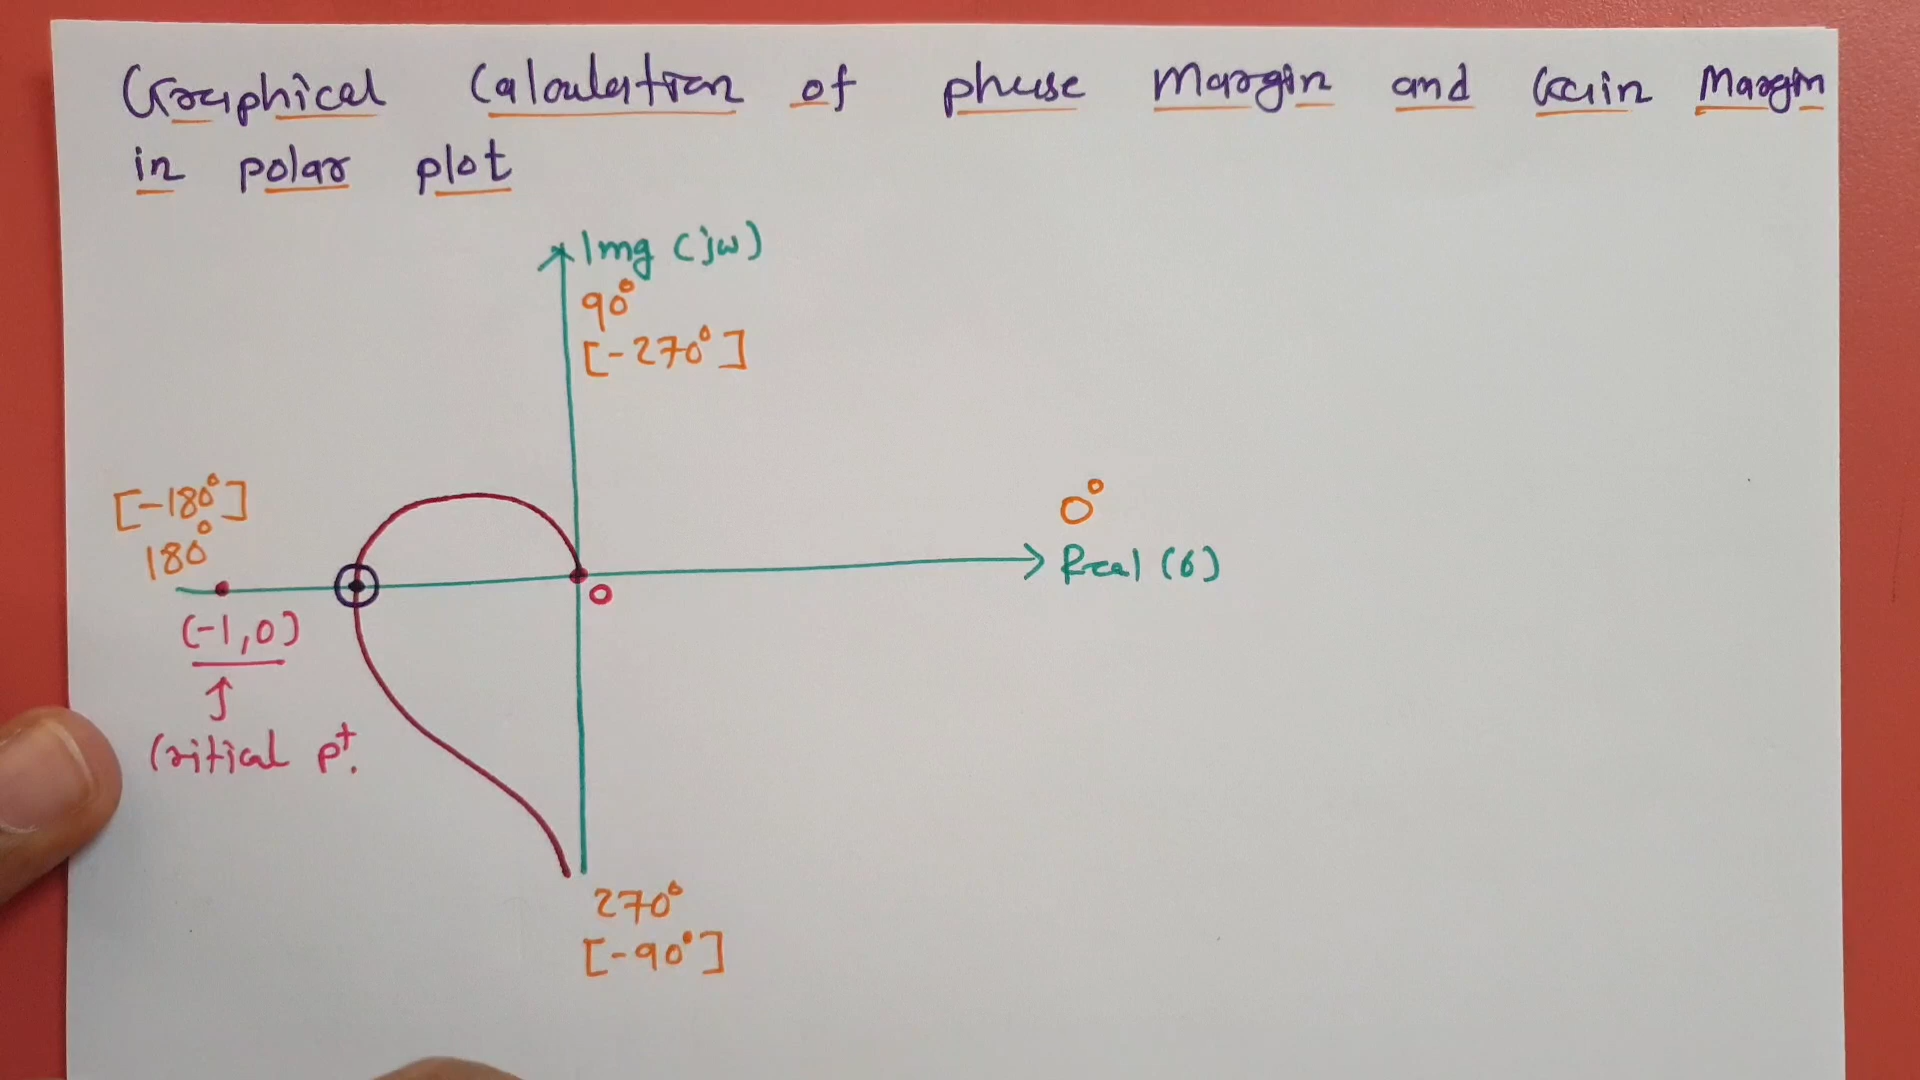 Graphical Calculation of phase Margin and Gain Margin
in polar plot
Img (jω)
90°
[-270°]
[-180°]
180°
0°
Real (σ)
(-1,0)
0
Critical pt.
270°
[-90°]